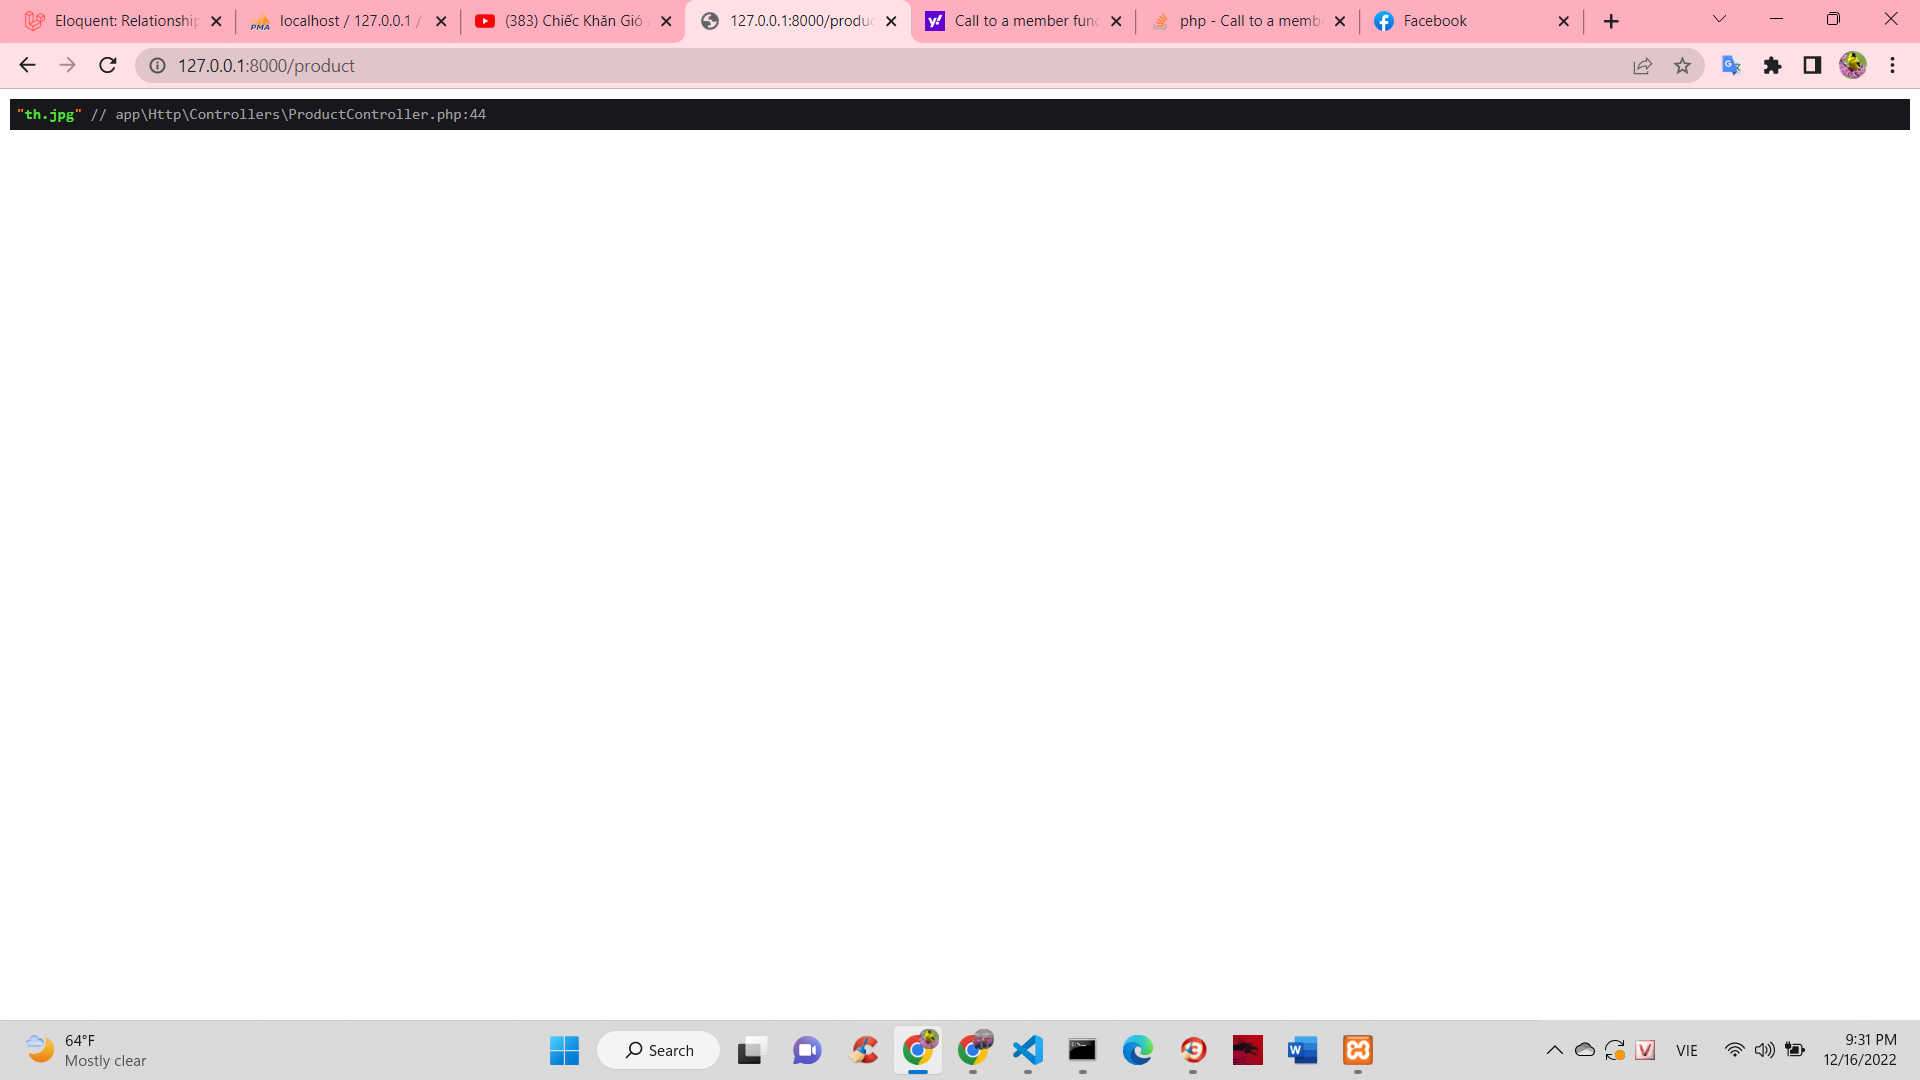 Eloquent: Relationship
localhost / 127.0.0.1 /
(383) Chiếc Khăn Gió
127.0.0.1:8000/produc
Call to a member func
php - Call to a membe
Facebook
127.0.0.1:8000/product
"th.jpg" // app\Http\Controllers\ProductController.php:44
64°F
Mostly clear
Search
VIE
9:31 PM
12/16/2022